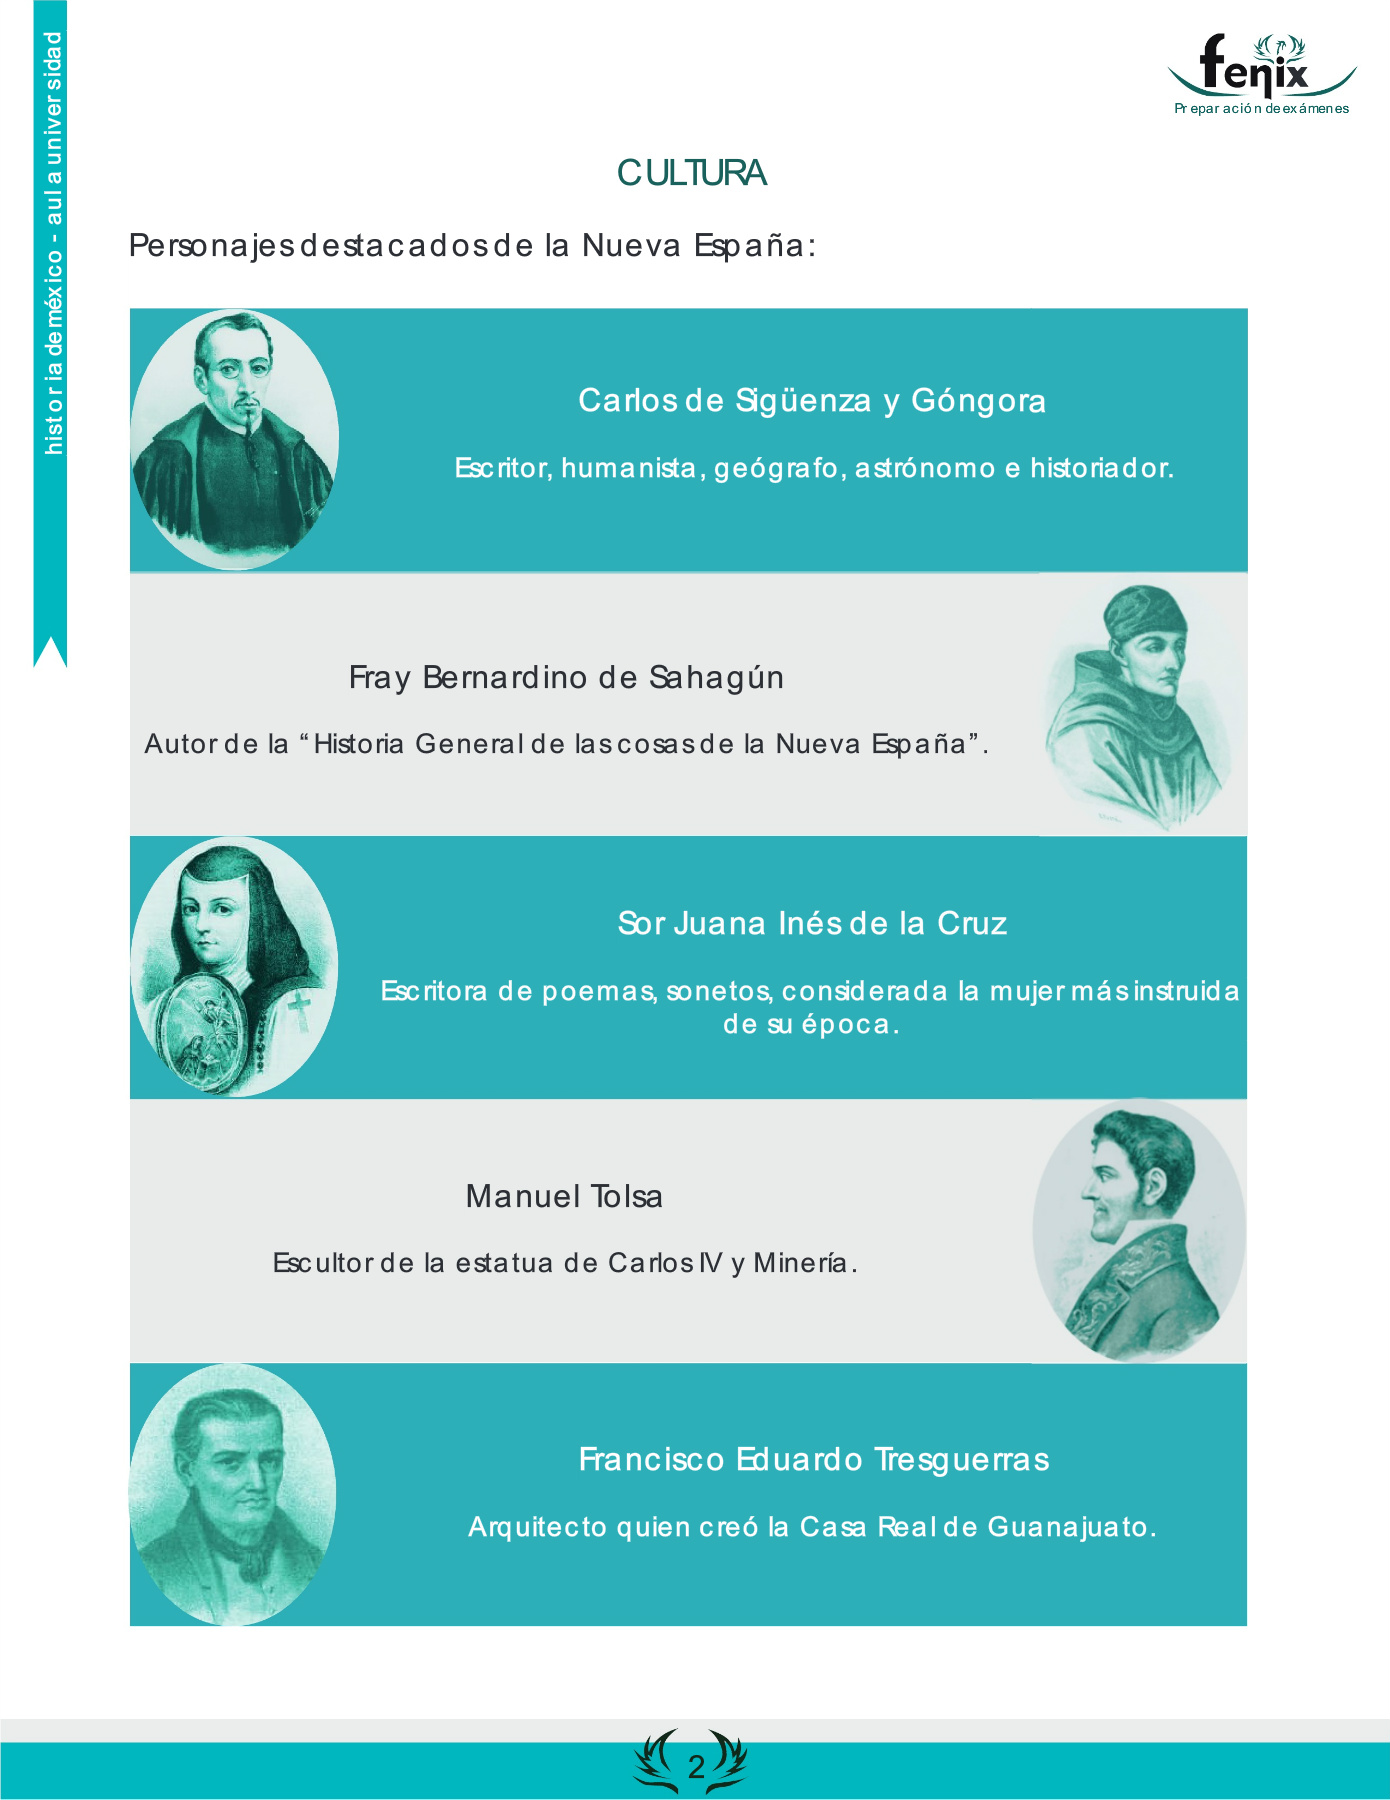 historia de méxico - aula universidad
fenix
Preparación de exámenes
CULTURA
Personajes destacados de la Nueva España:
Carlos de Sigüenza y Góngora
Escritor, humanista, geógrafo, astrónomo e historiador.
Fray Bernardino de Sahagún
Autor de la “Historia General de las cosas de la Nueva España”.
Sor Juana Inés de la Cruz
Escritora de poemas, sonetos, considerada la mujer más instruida
de su época.
Manuel Tolsa
Escultor de la estatua de Carlos IV y Minería.
Francisco Eduardo Tresguerras
Arquitecto quien creó la Casa Real de Guanajuato.
2